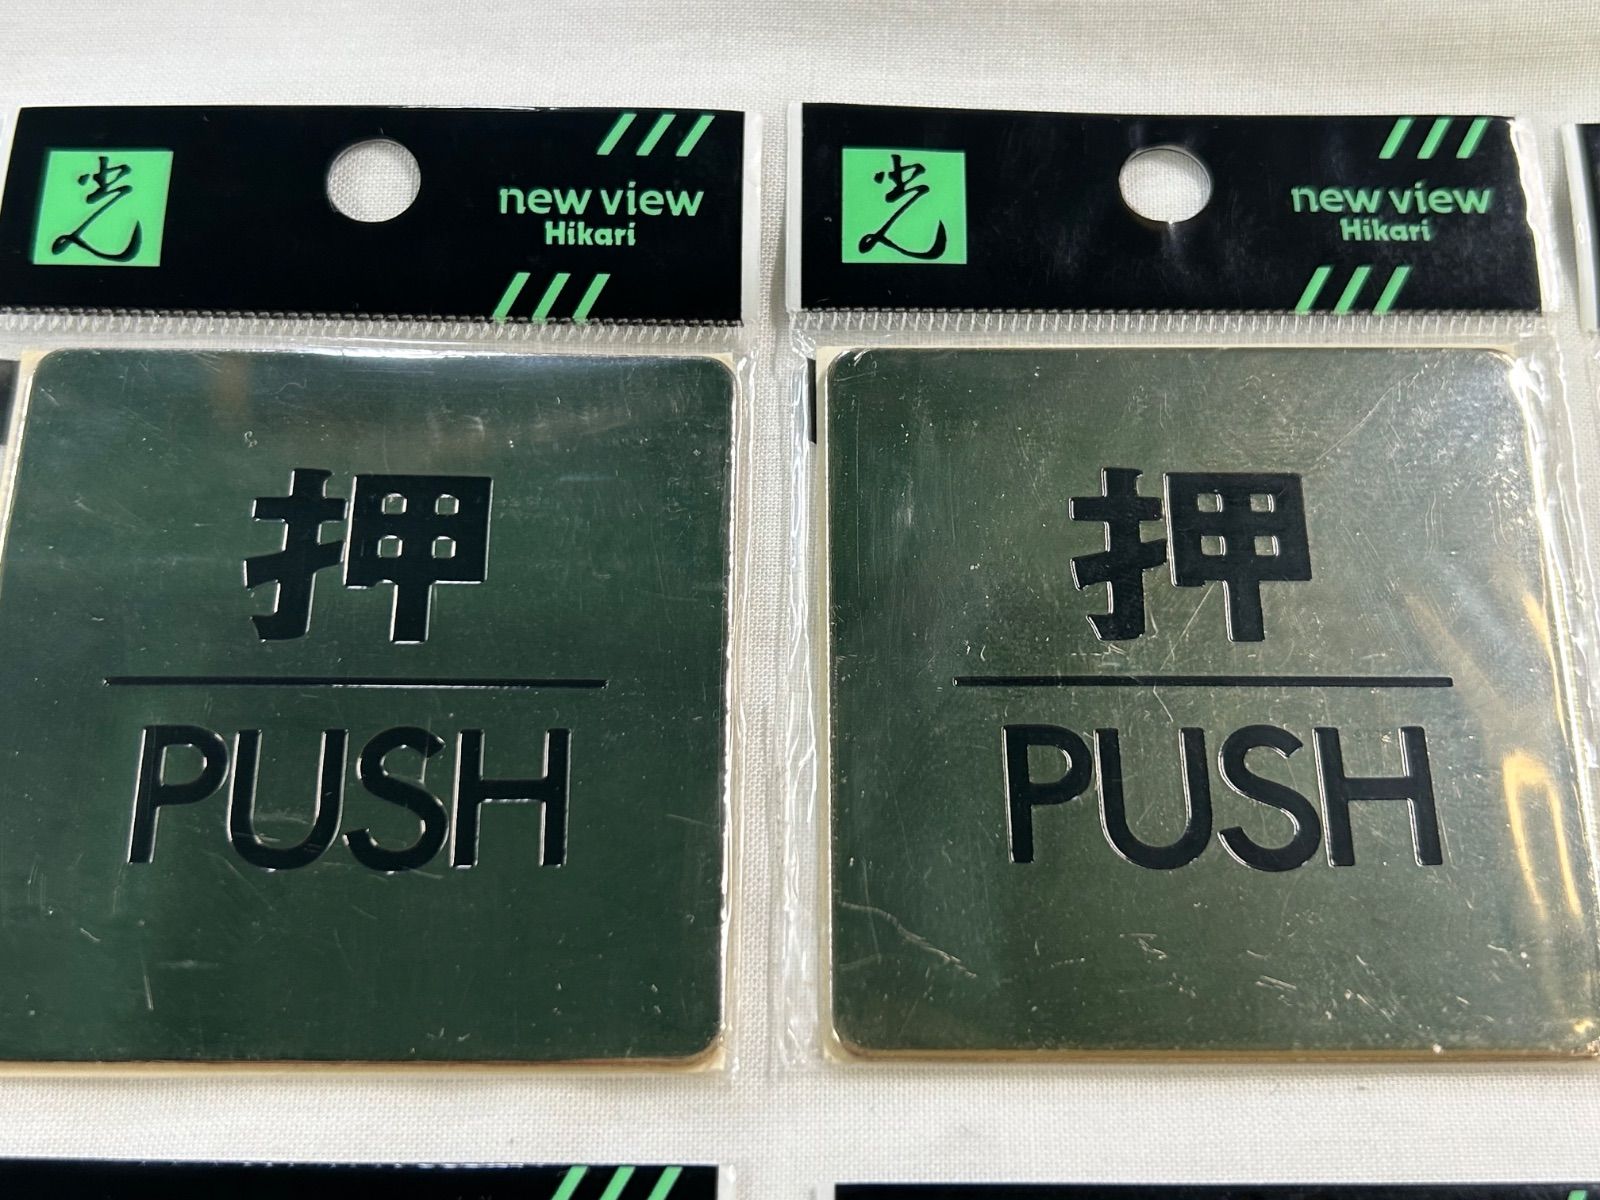 光
new view
Hikari
押
PUSH
光
new view
Hikari
押
PUSH